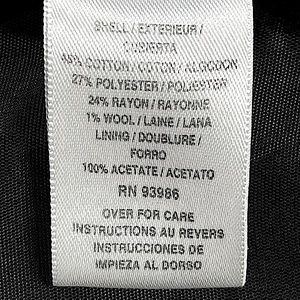 SHELL / EXTERIEUR /
CUBIERTA
48% COTTON / COTON / ALGODON
27% POLYESTER / POLIESTER
24% RAYON / RAYONNE
1% WOOL / LAINE / LANA
LINING / DOUBLURE /
FORRO
100% ACETATE / ACETATO
RN 93986
OVER FOR CARE
INSTRUCTIONS AU REVERS
INSTRUCCIONES DE
IMPIEZA AL DORSO